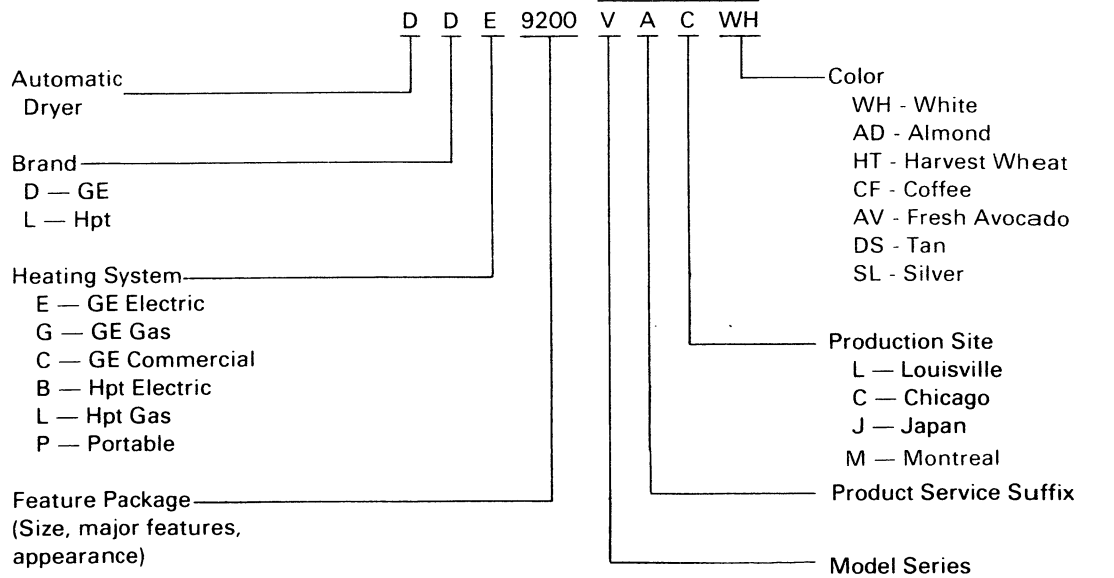 D D E 9200 V A C WH
Automatic
Dryer
Brand
D — GE
L — Hpt
Heating System
E — GE Electric
G — GE Gas
C — GE Commercial
B — Hpt Electric
L — Hpt Gas
P — Portable
Feature Package
(Size, major features,
appearance)
Color
WH - White
AD - Almond
HT - Harvest Wheat
CF - Coffee
AV - Fresh Avocado
DS - Tan
SL - Silver
Production Site
L — Louisville
C — Chicago
J — Japan
M — Montreal
Product Service Suffix
Model Series